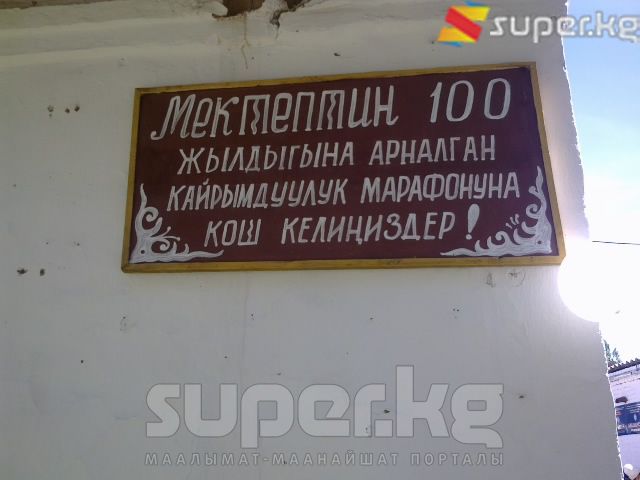 super.kg
Мектептин 100
ЖЫЛДЫГЫНА АРНАЛГАН
КАЙРЫМДУУЛУК МАРАФОНУНА
КОШ КЕЛИҢИЗДЕР!
super.kg
МААЛЫМАТ-МААНАЙШАТ ПОРТАЛЫ